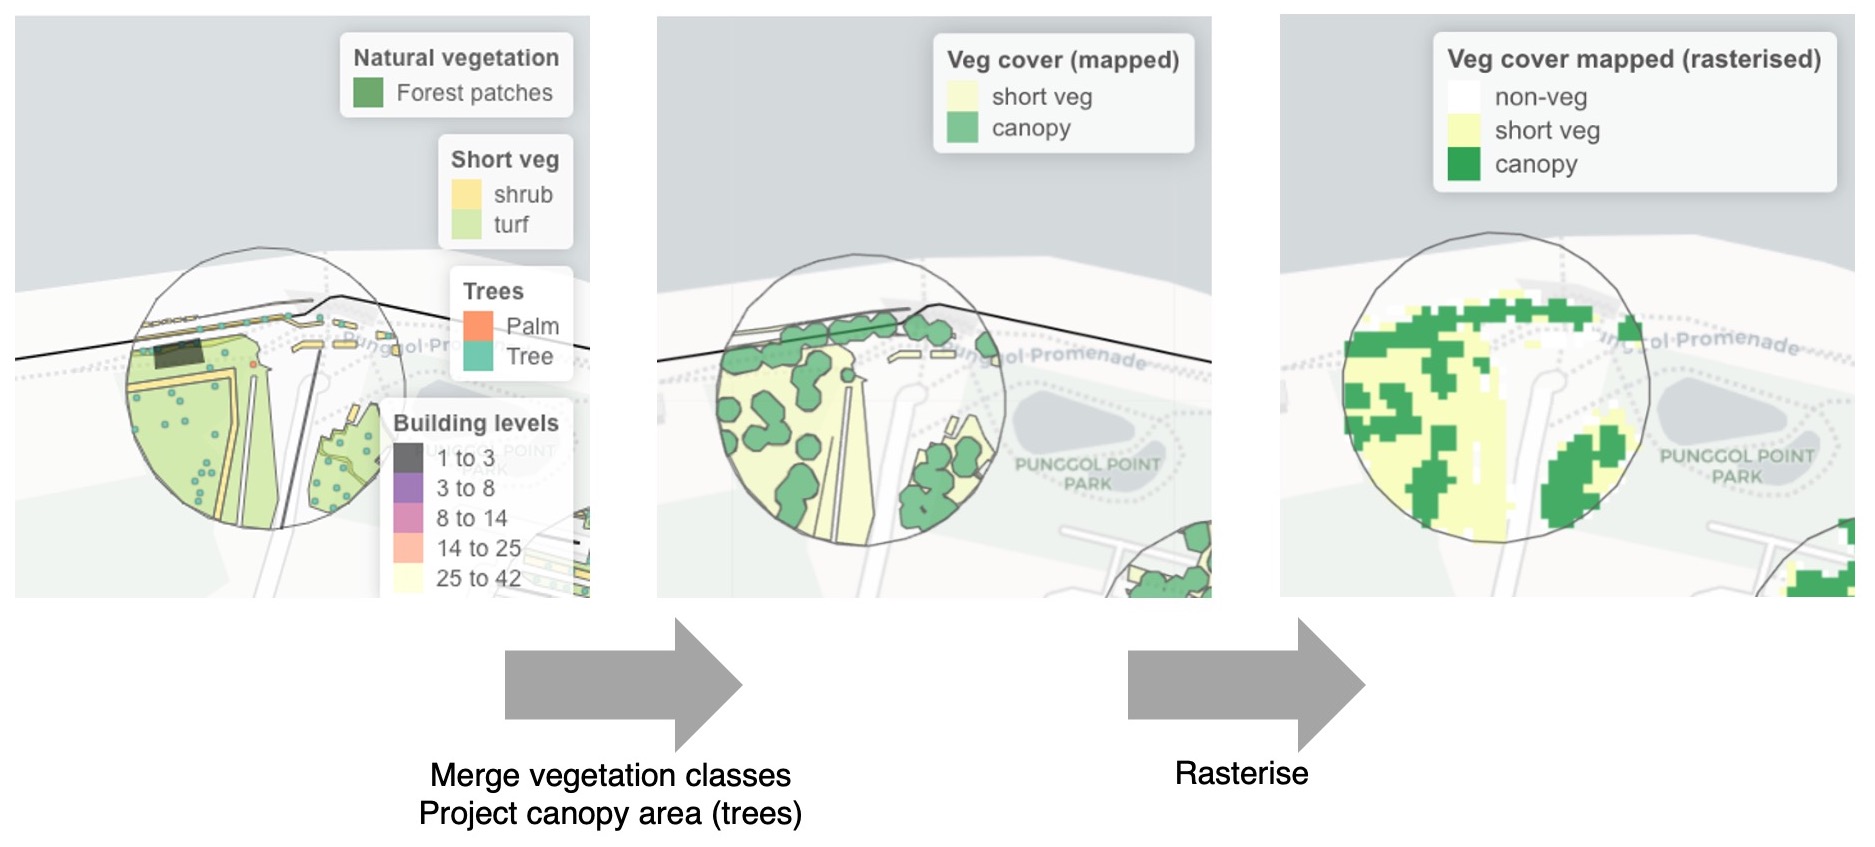 Natural vegetation
Forest patches
Short veg
shrub
turf
Trees
Palm
Tree
Punggol Pro
Building levels
1 to 3
3 to 8
8 to 14
14 to 25
25 to 42
PUNGGOL POINT
PARK
Veg cover (mapped)
short veg
canopy
Punggol Promenade
PUNGGOL POINT
PARK
Veg cover mapped (rasterised)
non-veg
short veg
canopy
Promenade
PUNGGOL POINT
PARK
Merge vegetation classes
Project canopy area (trees)
Rasterise